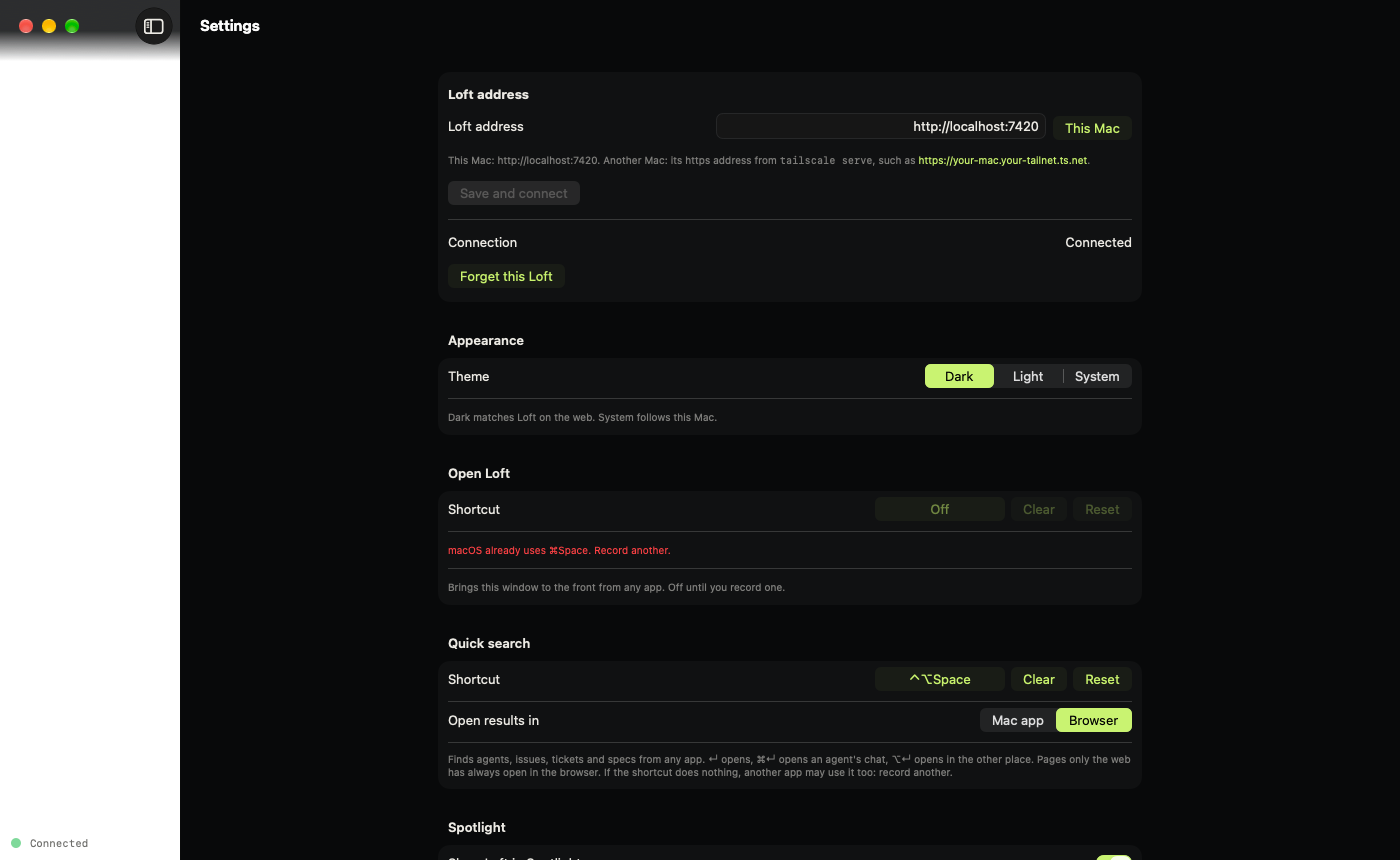 Settings
Loft address
Loft address
http://localhost:7420
This Mac
This Mac: http://localhost:7420. Another Mac: its https address from tailscale serve, such as https://your-mac.your-tailnet.ts.net.
Save and connect
Connection
Connected
Forget this Loft
Appearance
Theme
Dark
Light
System
Dark matches Loft on the web. System follows this Mac.
Open Loft
Shortcut
Off
Clear
Reset
macOS already uses ⌘Space. Record another.
Brings this window to the front from any app. Off until you record one.
Quick search
Shortcut
^⌥Space
Clear
Reset
Open results in
Mac app
Browser
Finds agents, issues, tickets and specs from any app. ↵ opens, ⌘↵ opens an agent's chat, ⌥↵ opens in the other place. Pages only the web
has always open in the browser. If the shortcut does nothing, another app may use it too: record another.
Spotlight
Connected